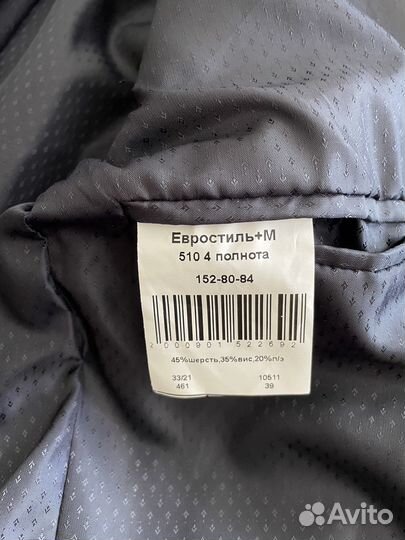 Евростиль+М
510 4 полнота
152-80-84
2 000901 522692
45%шерсть,35%вис,20%п/э
33/21 10511
461 39
Avito